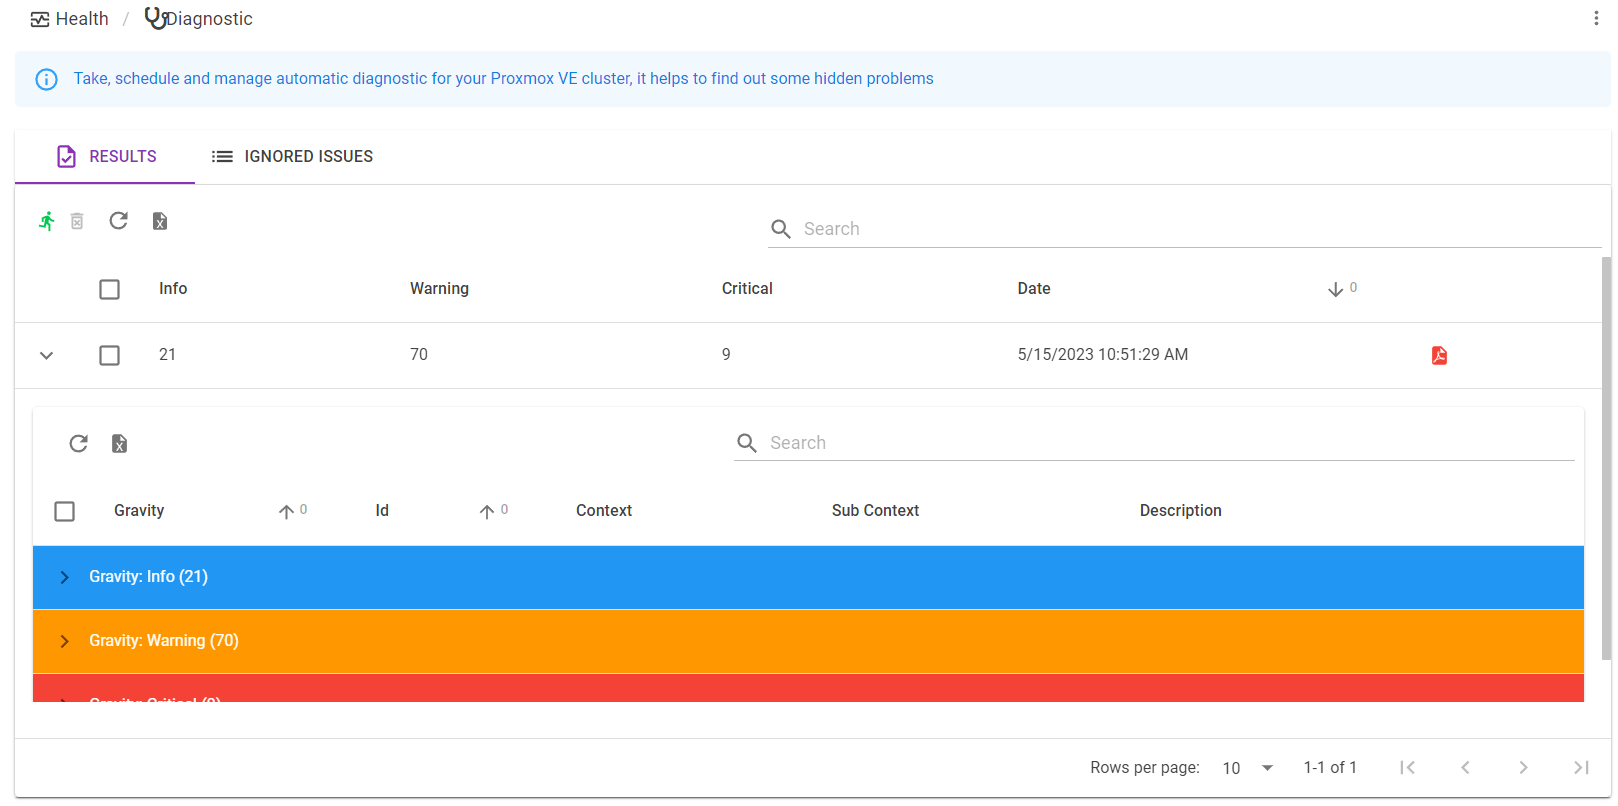 Health / Diagnostic
Take, schedule and manage automatic diagnostic for your Proxmox VE cluster, it helps to find out some hidden problems
RESULTS IGNORED ISSUES
Search
Info Warning Critical Date 0
21 70 9 5/15/2023 10:51:29 AM
Search
Gravity 0 Id 0 Context Sub Context Description
Gravity: Info (21)
Gravity: Warning (70)
Gravity: Critical (9)
Rows per page: 10 1-1 of 1